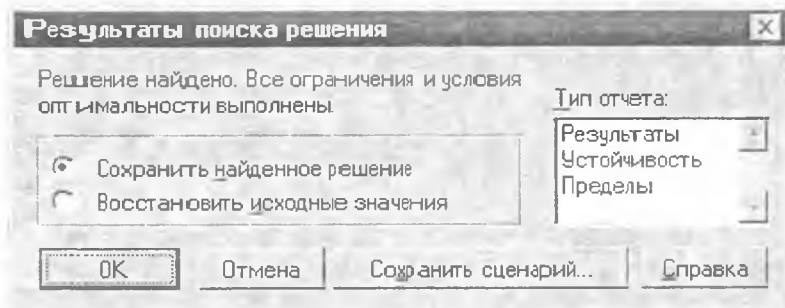 Результаты поиска решения
Решение найдено. Все ограничения и условия
оптимальности выполнены.
Тип отчета:
Результаты
Устойчивость
Пределы
Сохранить найденное решение
Восстановить исходные значения
OK
Отмена
Сохранить сценарий...
Справка